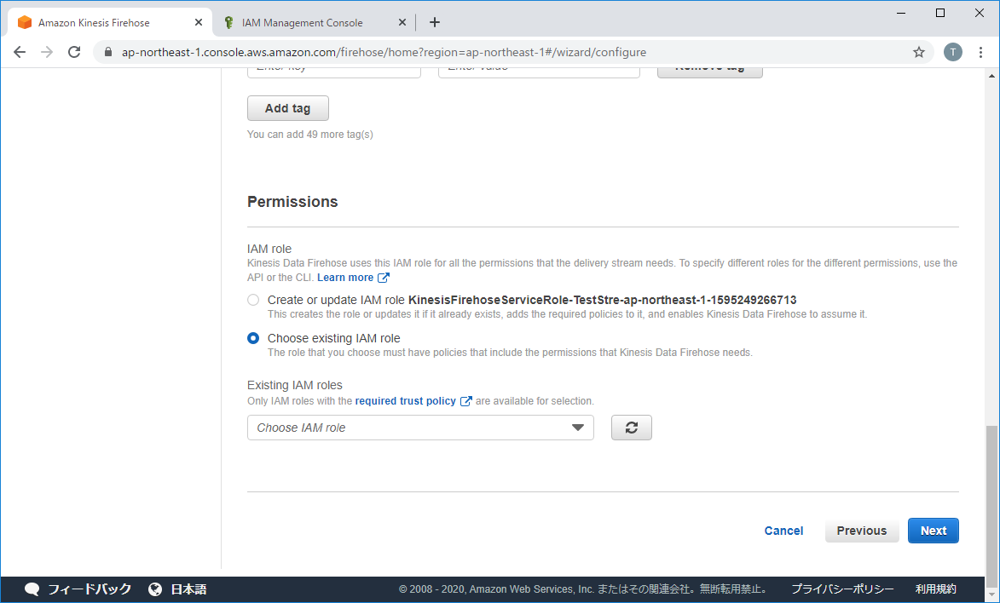 Amazon Kinesis Firehose
IAM Management Console
ap-northeast-1.console.aws.amazon.com/firehose/home?region=ap-northeast-1#/wizard/configure
T
Enter key
Enter value
Remove tag
Add tag
You can add 49 more tag(s)
Permissions
IAM role
Kinesis Data Firehose uses this IAM role for all the permissions that the delivery stream needs. To specify different roles for the different permissions, use the
API or the CLI. Learn more
Create or update IAM role KinesisFirehoseServiceRole-TestStre-ap-northeast-1-1595249266713
This creates the role or updates it if it already exists, adds the required policies to it, and enables Kinesis Data Firehose to assume it.
Choose existing IAM role
The role that you choose must have policies that include the permissions that Kinesis Data Firehose needs.
Existing IAM roles
Only IAM roles with the required trust policy are available for selection.
Choose IAM role
Cancel
Previous
Next
フィードバック
日本語
© 2008 - 2020, Amazon Web Services, Inc. またはその関連会社。無断転用禁止。
プライバシーポリシー
利用規約